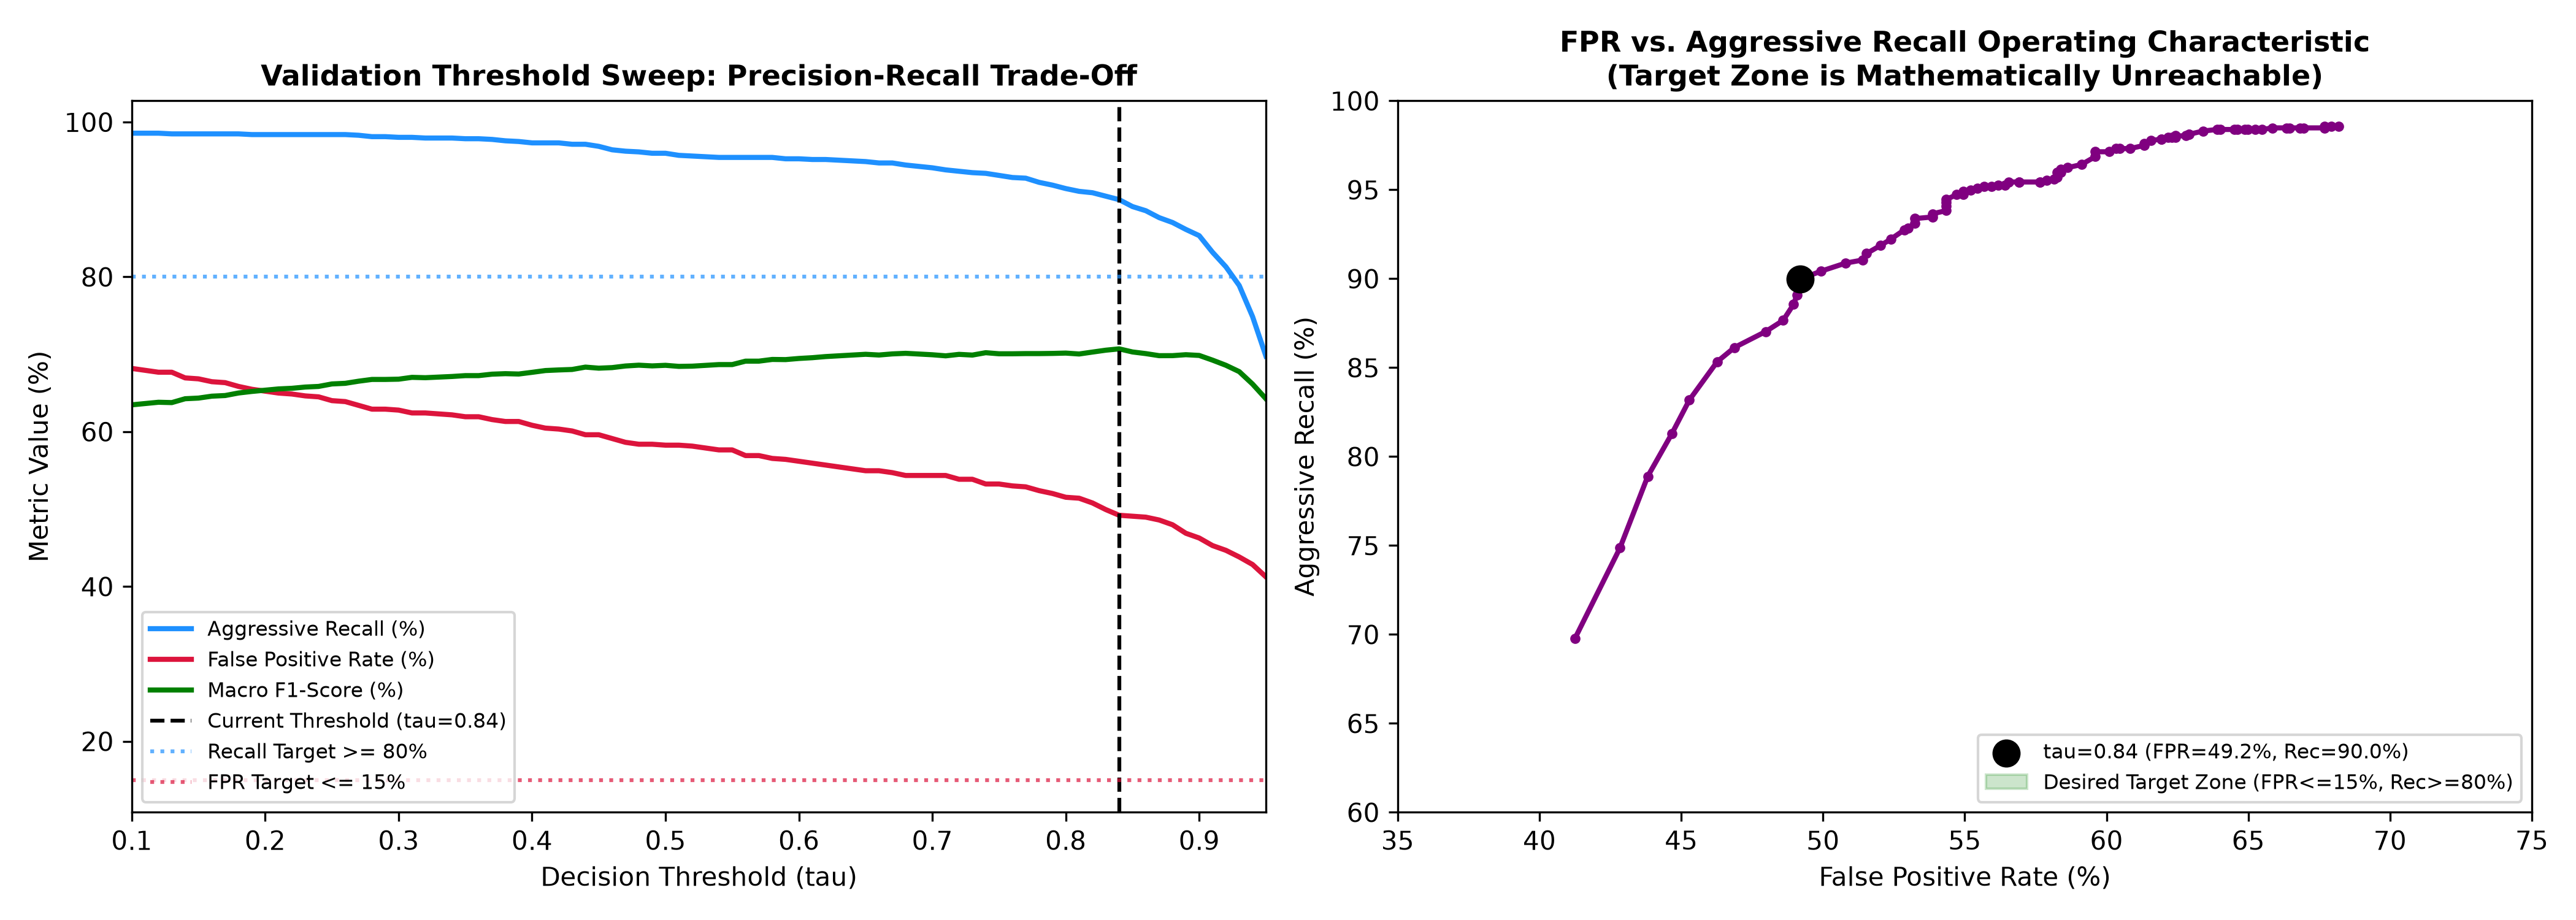 Validation Threshold Sweep: Precision-Recall Trade-Off
Metric Value (%)
100
80
60
40
20
0.1
0.2
0.3
0.4
0.5
0.6
0.7
0.8
0.9
Decision Threshold (tau)
Aggressive Recall (%)
False Positive Rate (%)
Macro F1-Score (%)
Current Threshold (tau=0.84)
Recall Target >= 80%
FPR Target <= 15%
FPR vs. Aggressive Recall Operating Characteristic
(Target Zone is Mathematically Unreachable)
Aggressive Recall (%)
100
95
90
85
80
75
70
65
60
35
40
45
50
55
60
65
70
75
False Positive Rate (%)
tau=0.84 (FPR=49.2%, Rec=90.0%)
Desired Target Zone (FPR<=15%, Rec>=80%)